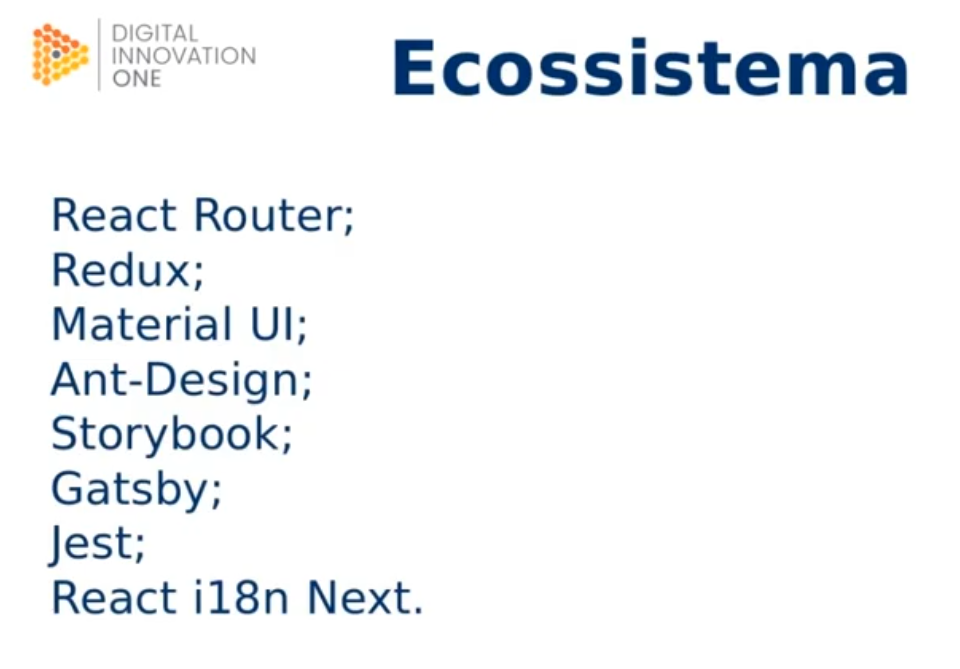 DIGITAL
INNOVATION
ONE
Ecossistema
React Router;
Redux;
Material UI;
Ant-Design;
Storybook;
Gatsby;
Jest;
React i18n Next.